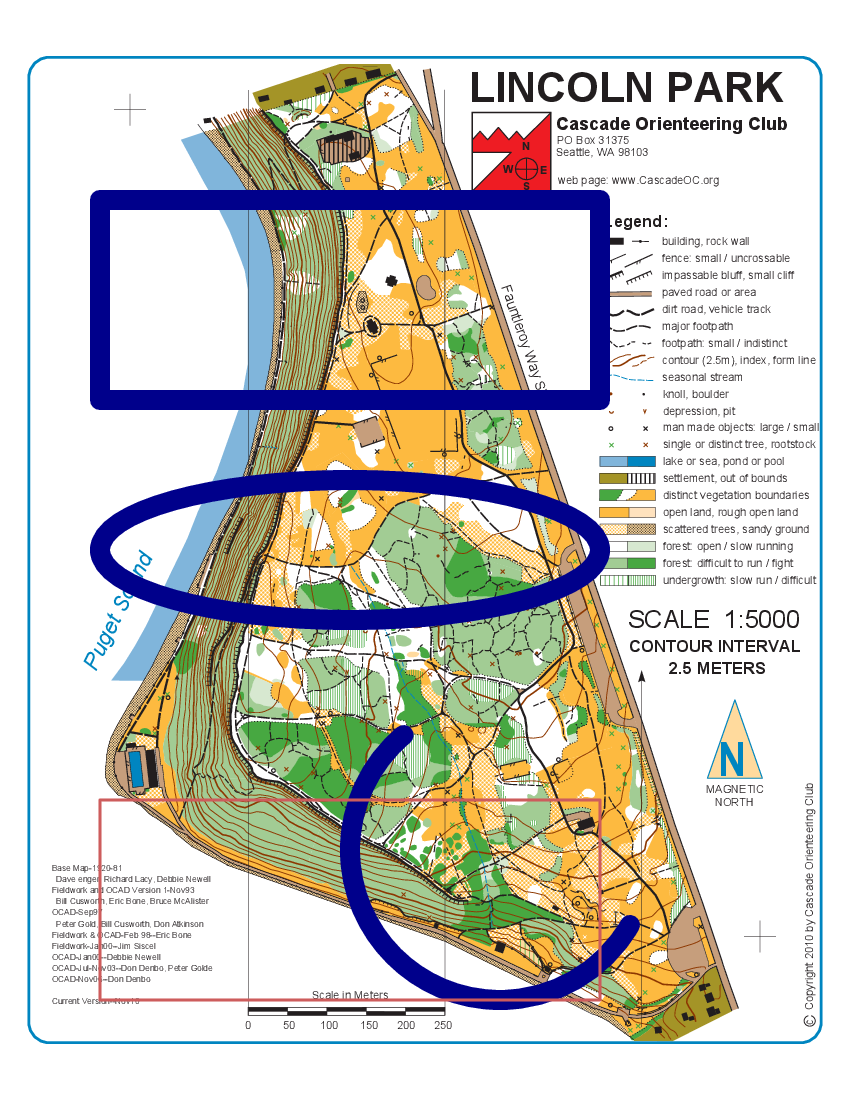 LINCOLN PARK
Cascade Orienteering Club
PO Box 31375
Seattle, WA 98103
web page: www.CascadeOC.org
N
W E
S
egend:
building, rock wall
fence: small / uncrossable
impassable bluff, small cliff
paved road or area
dirt road, vehicle track
major footpath
footpath: small / indistinct
contour (2.5m), index, form line
seasonal stream
knoll, boulder
depression, pit
man made objects: large / small
single or distinct tree, rootstock
lake or sea, pond or pool
settlement, out of bounds
distinct vegetation boundaries
open land, rough open land
scattered trees, sandy ground
forest: open / slow running
forest: difficult to run / fight
undergrowth: slow run / difficult
Fauntleroy Way S
Puget Sound
SCALE 1:5000
CONTOUR INTERVAL
2.5 METERS
N
MAGNETIC
NORTH
Base Map-1920-81
Dave enger, Richard Lacy, Debbie Newell
Fieldwork and OCAD Version 1-Nov93
Bill Cusworth, Eric Bone, Bruce McAlister
OCAD-Sep97
Peter Gold, Bill Cusworth, Don Atkinson
Fieldwork & OCAD-Feb 98--Eric Bone
Fieldwork-Jan00-Jim Siscel
OCAD-Jan00--Debbie Newell
OCAD-Jul-Nov03--Don Denbo, Peter Golde
OCAD-Nov06--Don Denbo
Current Version-Nov10
Scale in Meters
0 50 100 150 200 250
© Copyright 2010 by Cascade Orienteering Club